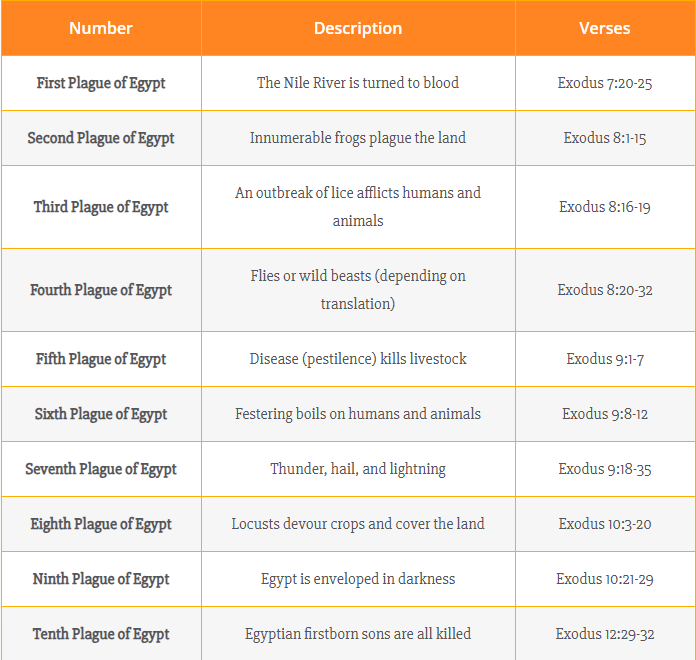 Number Description Verses
First Plague of Egypt The Nile River is turned to blood Exodus 7:20-25
Second Plague of Egypt Innumerable frogs plague the land Exodus 8:1-15
Third Plague of Egypt An outbreak of lice afflicts humans and
animals Exodus 8:16-19
Fourth Plague of Egypt Flies or wild beasts (depending on
translation) Exodus 8:20-32
Fifth Plague of Egypt Disease (pestilence) kills livestock Exodus 9:1-7
Sixth Plague of Egypt Festering boils on humans and animals Exodus 9:8-12
Seventh Plague of Egypt Thunder, hail, and lightning Exodus 9:18-35
Eighth Plague of Egypt Locusts devour crops and cover the land Exodus 10:3-20
Ninth Plague of Egypt Egypt is enveloped in darkness Exodus 10:21-29
Tenth Plague of Egypt Egyptian firstborn sons are all killed Exodus 12:29-32